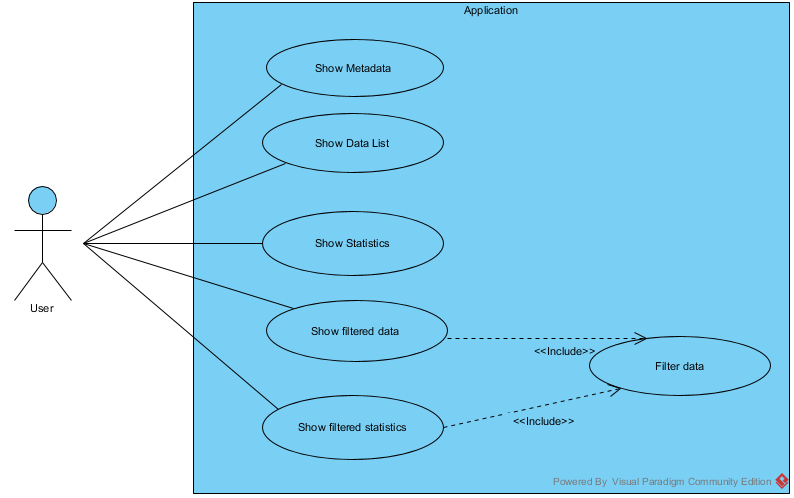 Application
Show Metadata
Show Data List
Show Statistics
User
Show filtered data
<<Include>>
Filter data
Show filtered statistics
<<Include>>
Powered By Visual Paradigm Community Edition